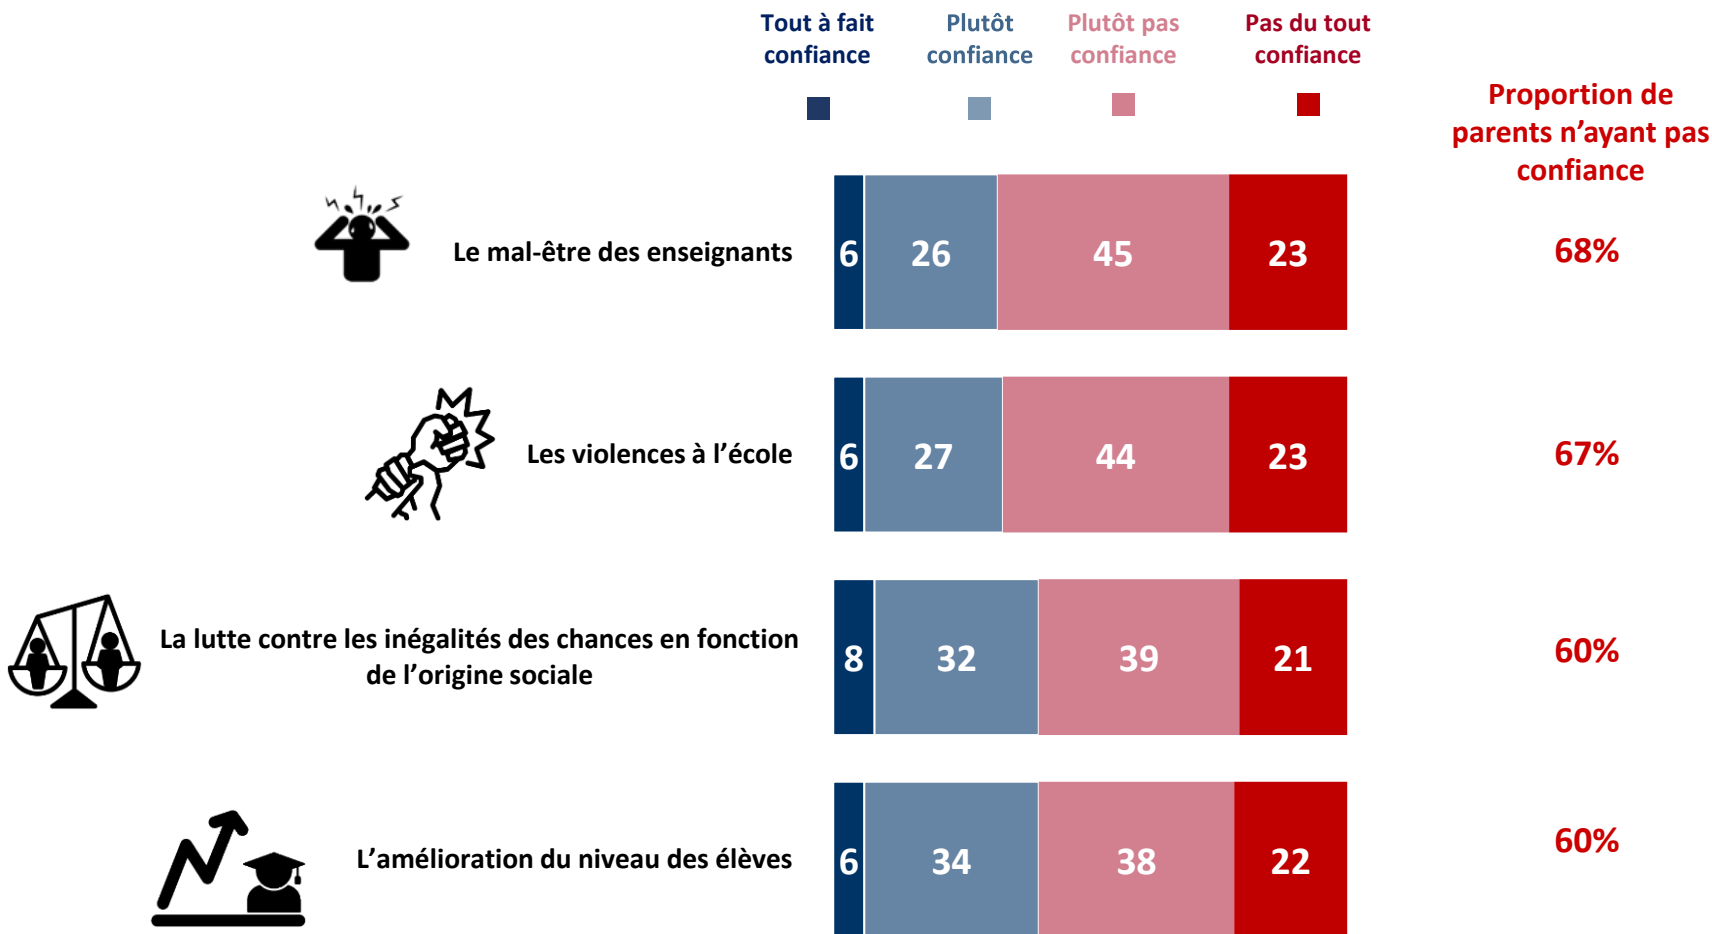 Tout à fait
confiance
Plutôt
confiance
Plutôt pas
confiance
Pas du tout
confiance
Proportion de
parents n’ayant pas
confiance
Le mal-être des enseignants
6 26 45 23
68%
Les violences à l’école
6 27 44 23
67%
La lutte contre les inégalités des chances en fonction
de l’origine sociale
8 32 39 21
60%
L’amélioration du niveau des élèves
6 34 38 22
60%